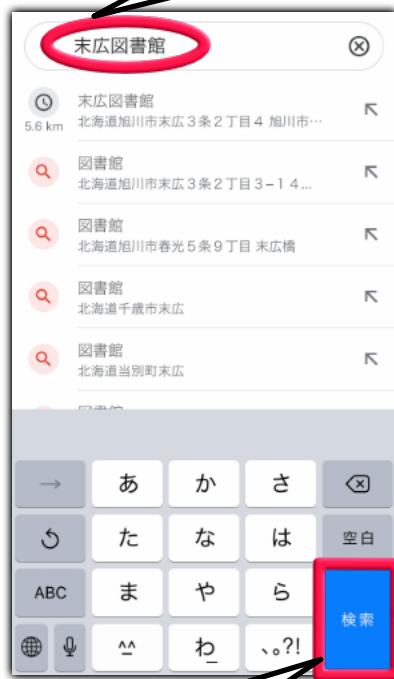 末広図書館
末広図書館
5.6 km
北海道旭川市末広3条2丁目4 旭川市…
図書館
北海道旭川市末広3条2丁目3−14...
図書館
北海道旭川市春光5条9丁目 末広橋
図書館
北海道千歳市末広
図書館
北海道当別町末広
→ あ か さ
た な は 空白
ABC ま や ら 検索
^^ わ_ 、。?!